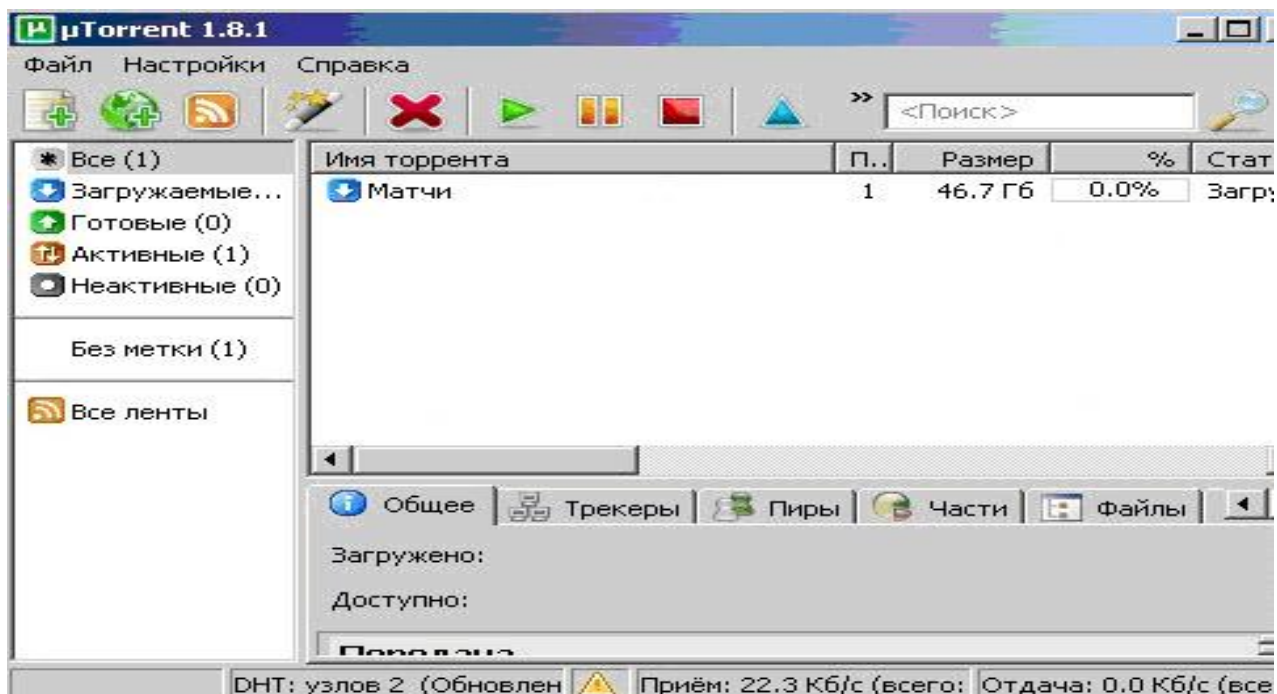 µTorrent 1.8.1
Файл Настройки Справка
» <Поиск>
Все (1)
Загружаемые...
Готовые (0)
Активные (1)
Неактивные (0)
Без метки (1)
Все ленты
Имя торрента П.. Размер % Стат
Матчи 1 46.7 Гб 0.0% Загру
Общее Трекеры Пиры Части Файлы
Загружено:
Доступно:
Передача
DHT: узлов 2 (Обновлен Приём: 22.3 Кб/с (всего: Отдача: 0.0 Кб/с (все